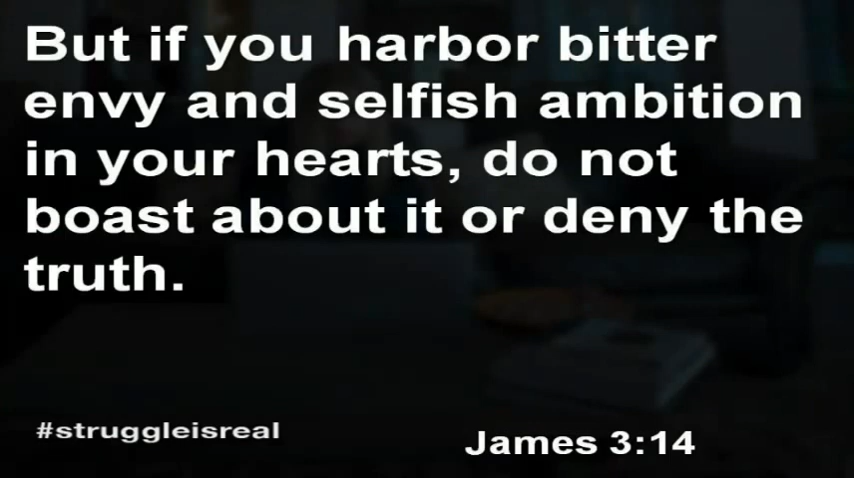 But if you harbor bitter
envy and selfish ambition
in your hearts, do not
boast about it or deny the
truth.
#struggleisreal
James 3:14